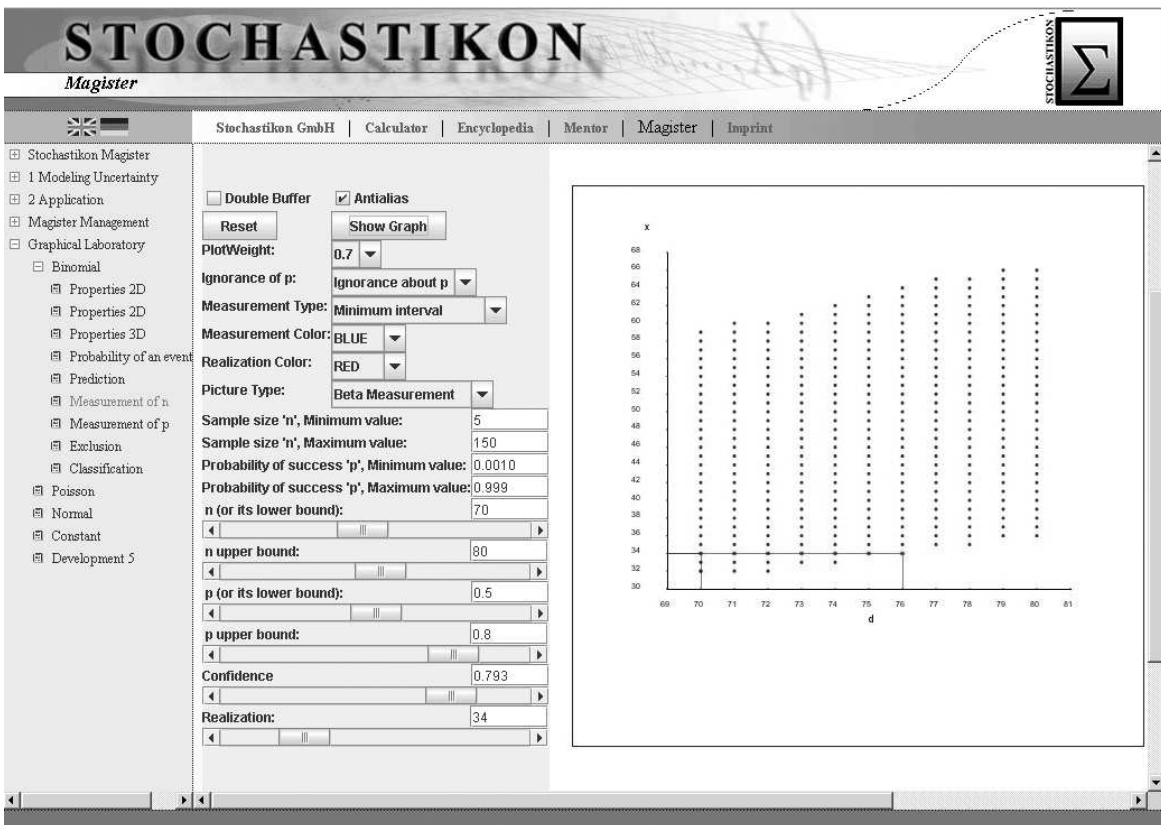 STOCHASTIKON
Magister
STOCHASTIKON
Σ
Stochastikon GmbH | Calculator | Encyclopedia | Mentor | Magister | Imprint
Stochastikon Magister
1 Modeling Uncertainty
2 Application
Magister Management
Graphical Laboratory
Binomial
Properties 2D
Properties 2D
Properties 3D
Probability of an event
Prediction
Measurement of n
Measurement of p
Exclusion
Classification
Poisson
Normal
Constant
Development 5
Double Buffer Antialias
Reset Show Graph
PlotWeight: 0.7
Ignorance of p: Ignorance about p
Measurement Type: Minimum interval
Measurement Color: BLUE
Realization Color: RED
Picture Type: Beta Measurement
Sample size 'n', Minimum value: 5
Sample size 'n', Maximum value: 150
Probability of success 'p', Minimum value: 0.0010
Probability of success 'p', Maximum value: 0.999
n (or its lower bound): 70
n upper bound: 80
p (or its lower bound): 0.5
p upper bound: 0.8
Confidence 0.793
Realization: 34
x
68
66
64
62
60
58
56
54
52
50
48
46
44
42
40
38
36
34
32
30
69 70 71 72 73 74 75 76 77 78 79 80 81
d